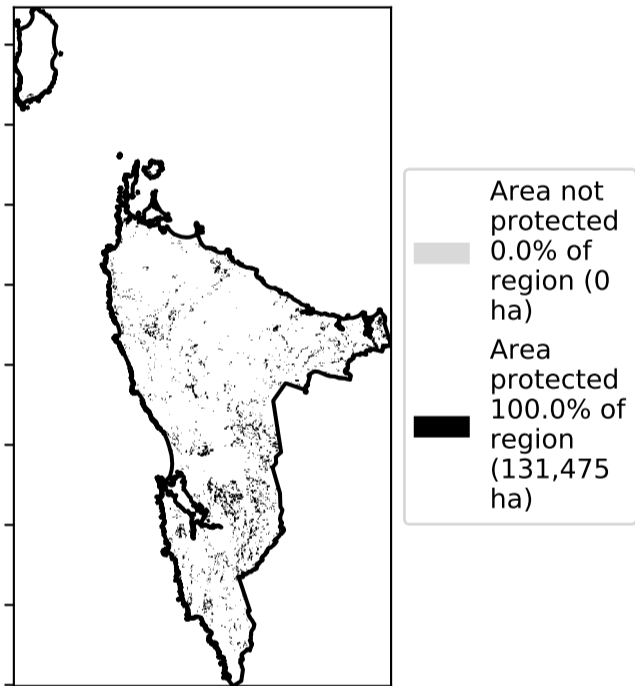 Area not
protected
0.0% of
region (0
ha)
Area
protected
100.0% of
region
(131,475
ha)